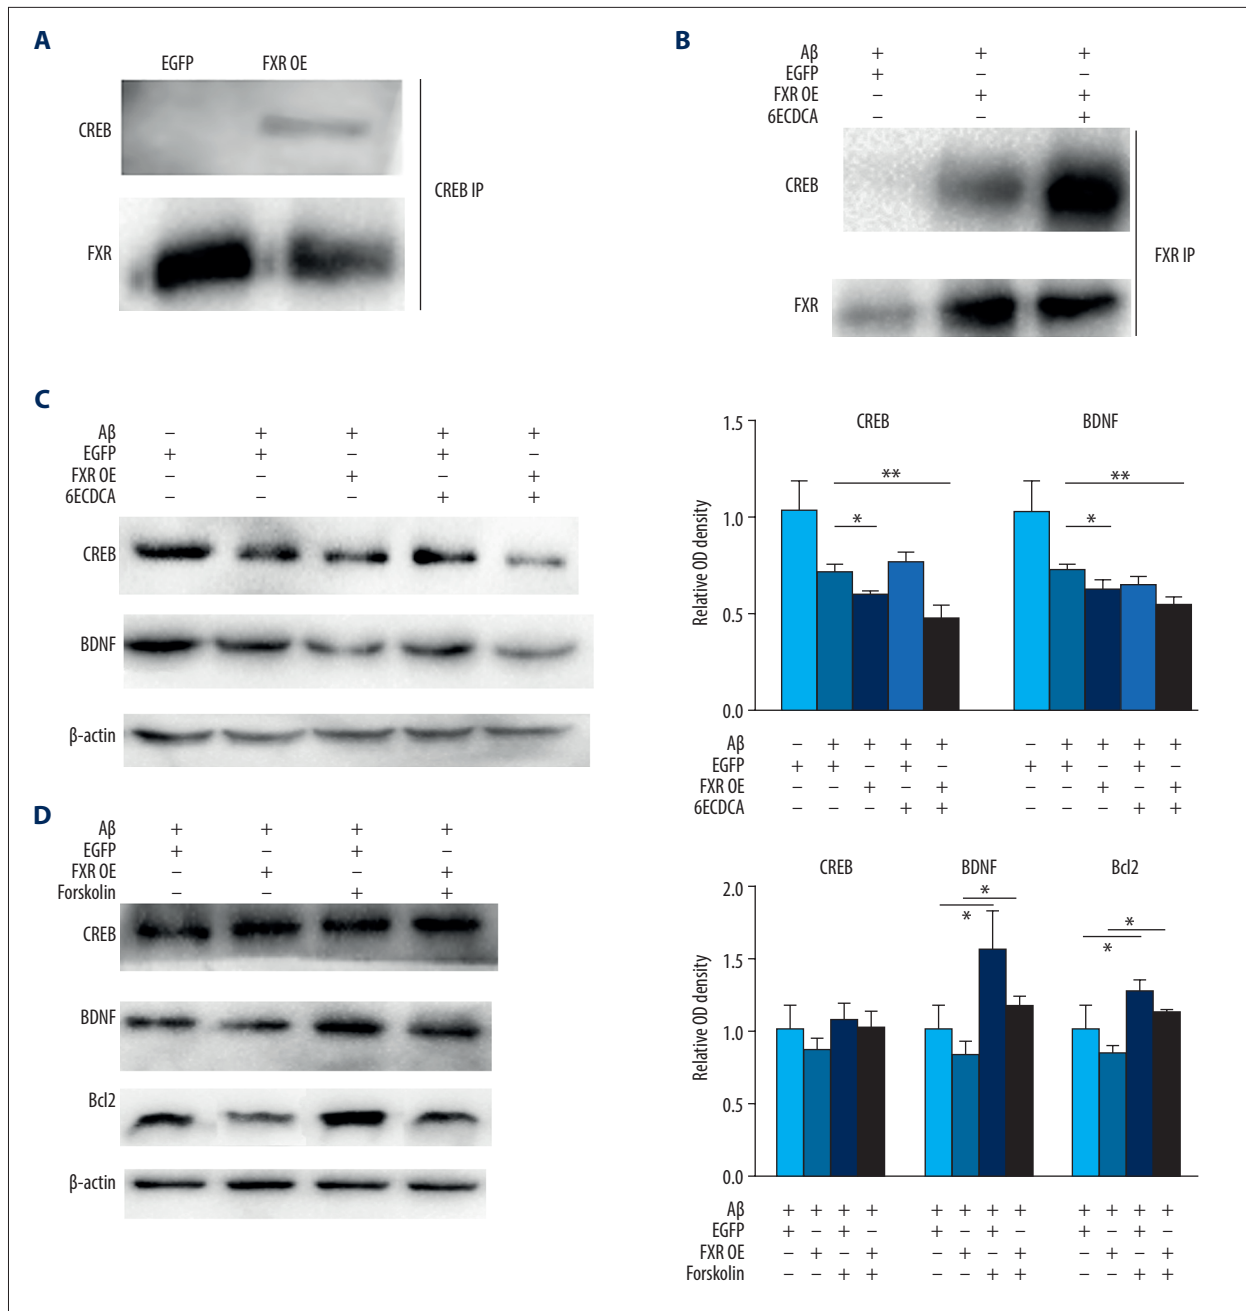 A
EGFP FXR OE
CREB
FXR
CREB IP
B
Aβ + + +
EGFP + – –
FXR OE – + +
6ECDCA – – +
CREB
FXR
FXR IP
C
Aβ – + + + +
EGFP + + – + –
FXR OE – – + – +
6ECDCA – – – + +
CREB
BDNF
β-actin
CREB BDNF
Relative OD density
1.5
1.0
0.5
0.0
** **
* *
Aβ – + + + + – + + + +
EGFP + + – + – + + – + –
FXR OE – – + – + – – + – +
6ECDCA – – – + + – – – + +
D
Aβ + + + +
EGFP + – + –
FXR OE – + – +
Forskolin – – + +
CREB
BDNF
Bcl2
β-actin
CREB BDNF Bcl2
Relative OD density
2.0
1.5
1.0
0.5
0.0
* *
* *
Aβ + + + + + + + + + + + +
EGFP + – + – + – + – + – + –
FXR OE – + – + – + – + – + – +
Forskolin – – + + – – + + – – + +